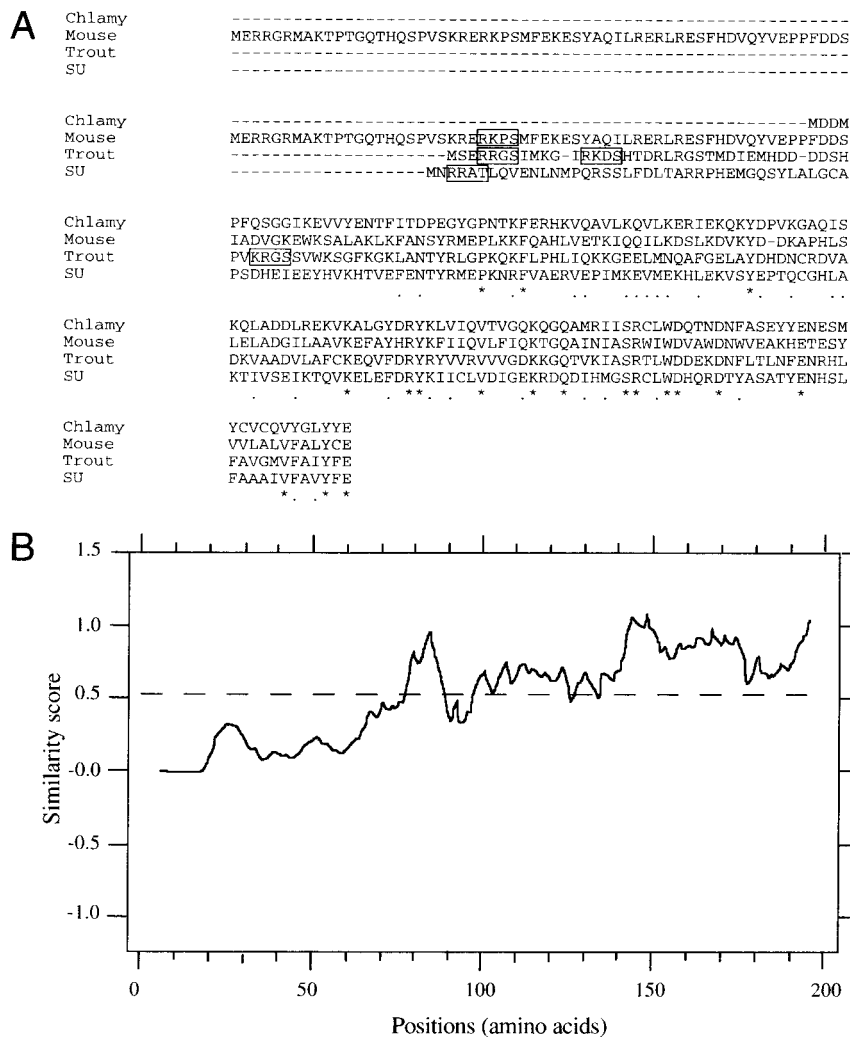 A
Chlamy ---------------------------------------------------------
Mouse MERRGRMAKTPTGQTHQSPVSKRERKPSMFEKESYAQILRERLRESFHDVQYVEPPFDDS
Trout ---------------------------------------------------------
SU ---------------------------------------------------------
Chlamy ------------------------------------------------------MDDM
Mouse MERRGRMAKTPTGQTHQSPVSKRERKPSMFEKESYAQILRERLRESFHDVQYVEPPFDDS
Trout --------------------MSERRGSIMKG-IRKDSHTDRLRGSTMDIEMHDD-DDSH
SU ------------------MNRRATLQVENLNMPQRSSLFDLTARRPHEMGQSYLALGCA
Chlamy PFQSGGIKEVVYENTFITDPEGYGPNTKFERHKVQAVLKQVLKERIEKQKYDPVKGAQIS
Mouse IADVGKEWKSALAKLKFANSYRMEPLKKFQAHLVETKIQQILKDSLKDVKYD-DKAPHLS
Trout PVKRGSSVWKSGFKGKLANTYRLGPKQKFLPHLIQKKGEELMNQAFGELAYDNCRDVA
SU PSDHEIEEYHVKHTVEFENTYRMEPKNRFVAERVEPIMKEVMEKHLEKVSYEPTQCGHLA
. . * * . . . . . . . * . . .
Chlamy KQLADDLREKVKALGYDRYKLVIQVTVGQKQGQAMRIISRCLWDQTNDNFASEYYENESM
Mouse LELADGILAAVKEFAYHRYKFIIQVLFIQKTGQAINIASRWIWDVAWDNWVEAKHETESY
Trout DKVAADVLAFCKEQVFDRYRYVVRVVVGDKKGQTVKIASRTLWDDEKDNFLTLNFENRHL
SU KTIVSEIKTQVKELEFDRYKIICLVDIGEKRDQDIHMGSRCLWDHQRDTYASATYENHSL
. . . * . ** . . * . * . * . ** . ** * . *
Chlamy YCVCQVYGLYYE
Mouse VVLALVFALYCE
Trout FAVGMVFAIYFE
SU FAAAIVFAVYFE
*. .* *
B
1.5
1.0
0.5
-0.0
-0.5
-1.0
Similarity score
0 50 100 150 200
Positions (amino acids)